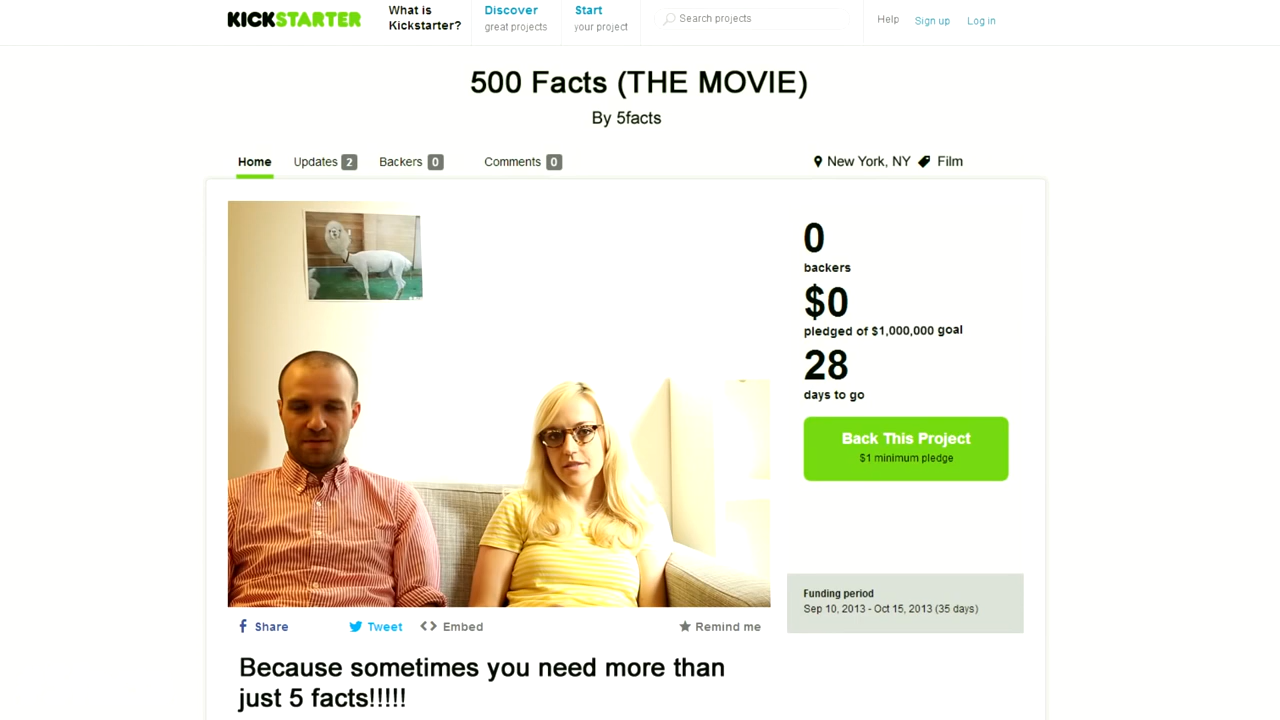 KICKSTARTER
What is
Kickstarter?
Discover
great projects
Start
your project
Search projects
Help
Sign up
Log in
500 Facts (THE MOVIE)
By 5facts
Home
Updates 2
Backers 0
Comments 0
New York, NY
Film
0
backers
$0
pledged of $1,000,000 goal
28
days to go
Back This Project
$1 minimum pledge
Funding period
Sep 10, 2013 - Oct 15, 2013 (35 days)
Share
Tweet
Embed
Remind me
Because sometimes you need more than
just 5 facts!!!!!